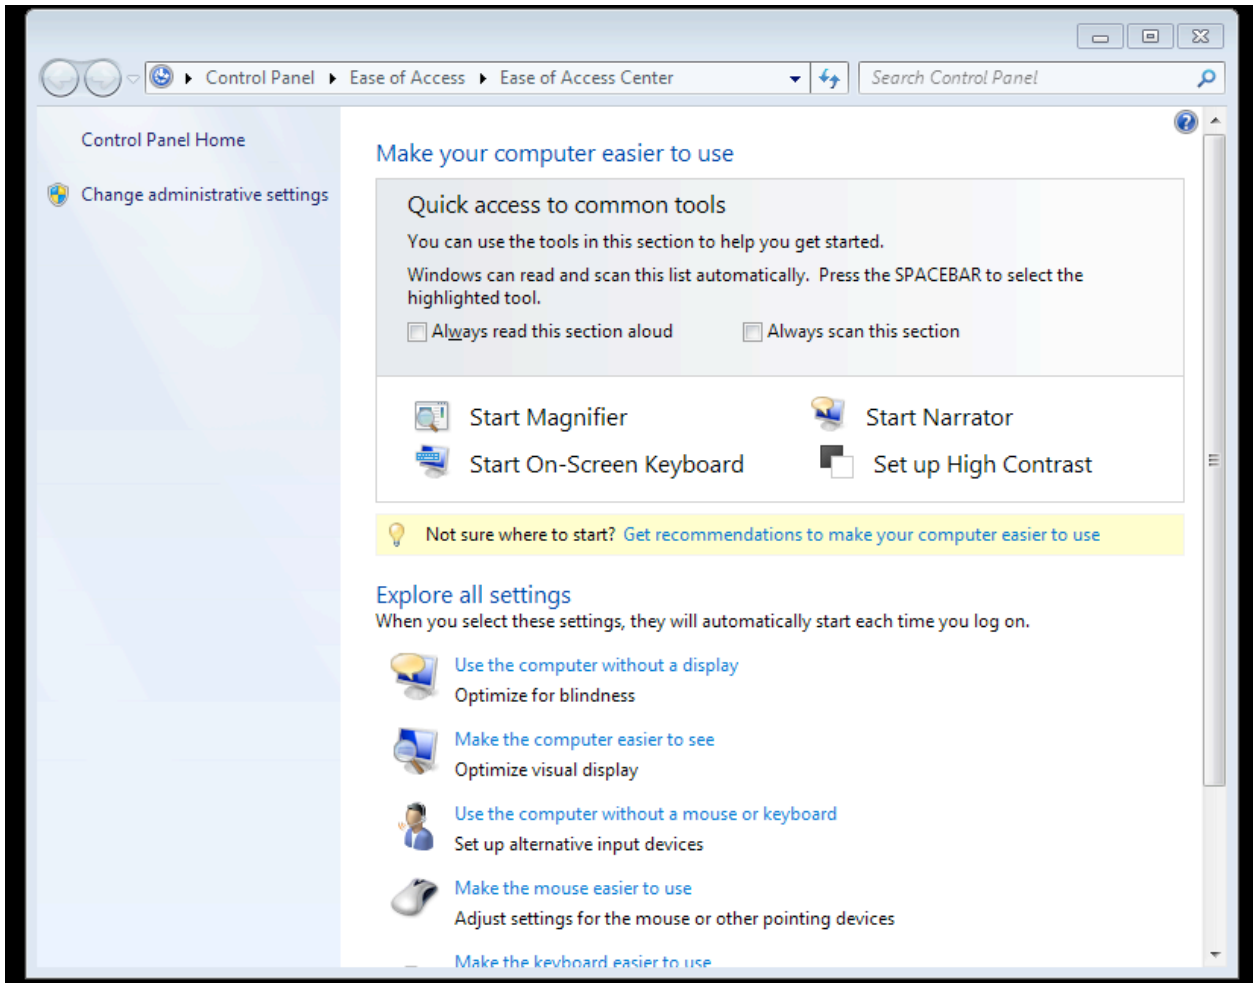 Control Panel ▸ Ease of Access ▸ Ease of Access Center
Search Control Panel
Control Panel Home
Change administrative settings
Make your computer easier to use
Quick access to common tools
You can use the tools in this section to help you get started.
Windows can read and scan this list automatically.  Press the SPACEBAR to select the
highlighted tool.
Always read this section aloud
Always scan this section
Start Magnifier
Start Narrator
Start On-Screen Keyboard
Set up High Contrast
Not sure where to start? Get recommendations to make your computer easier to use
Explore all settings
When you select these settings, they will automatically start each time you log on.
Use the computer without a display
Optimize for blindness
Make the computer easier to see
Optimize visual display
Use the computer without a mouse or keyboard
Set up alternative input devices
Make the mouse easier to use
Adjust settings for the mouse or other pointing devices
Make the keyboard easier to use